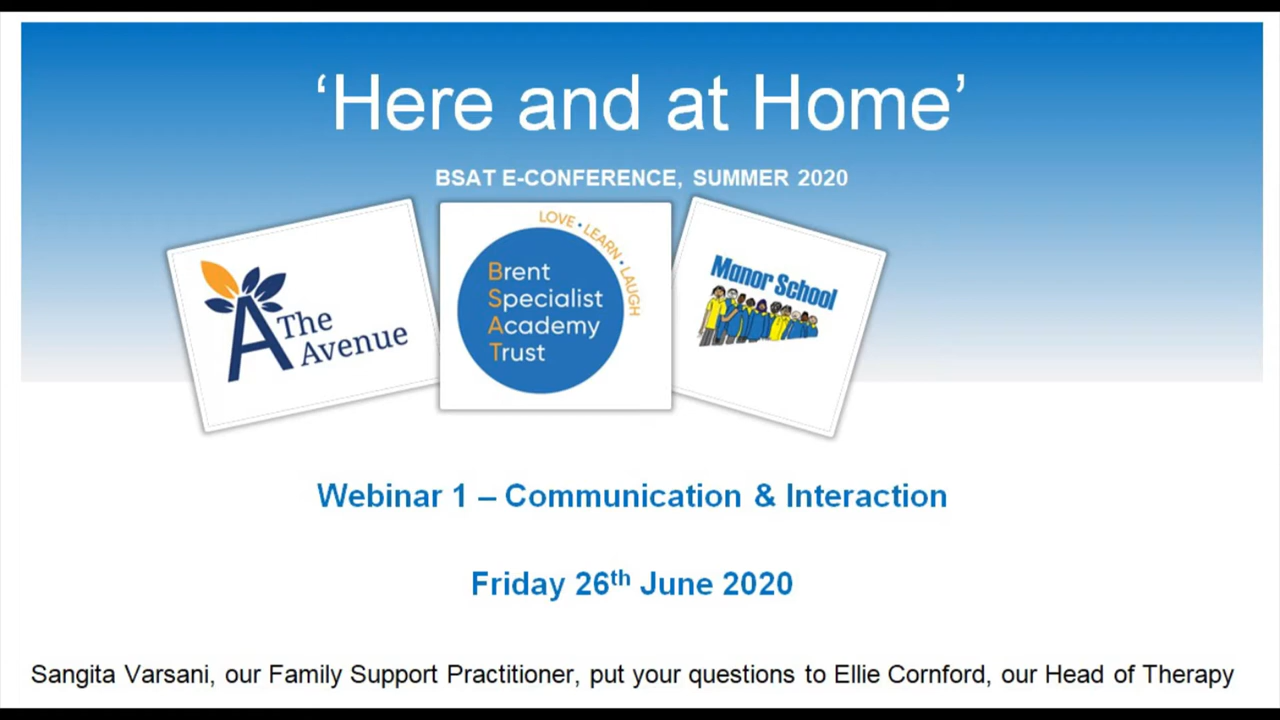 ‘Here and at Home’
BSAT E-CONFERENCE, SUMMER 2020
The
Avenue
LOVE • LEARN • LAUGH
Brent
Specialist
Academy
Trust
Manor School
Webinar 1 – Communication & Interaction
Friday 26th June 2020
Sangita Varsani, our Family Support Practitioner, put your questions to Ellie Cornford, our Head of Therapy